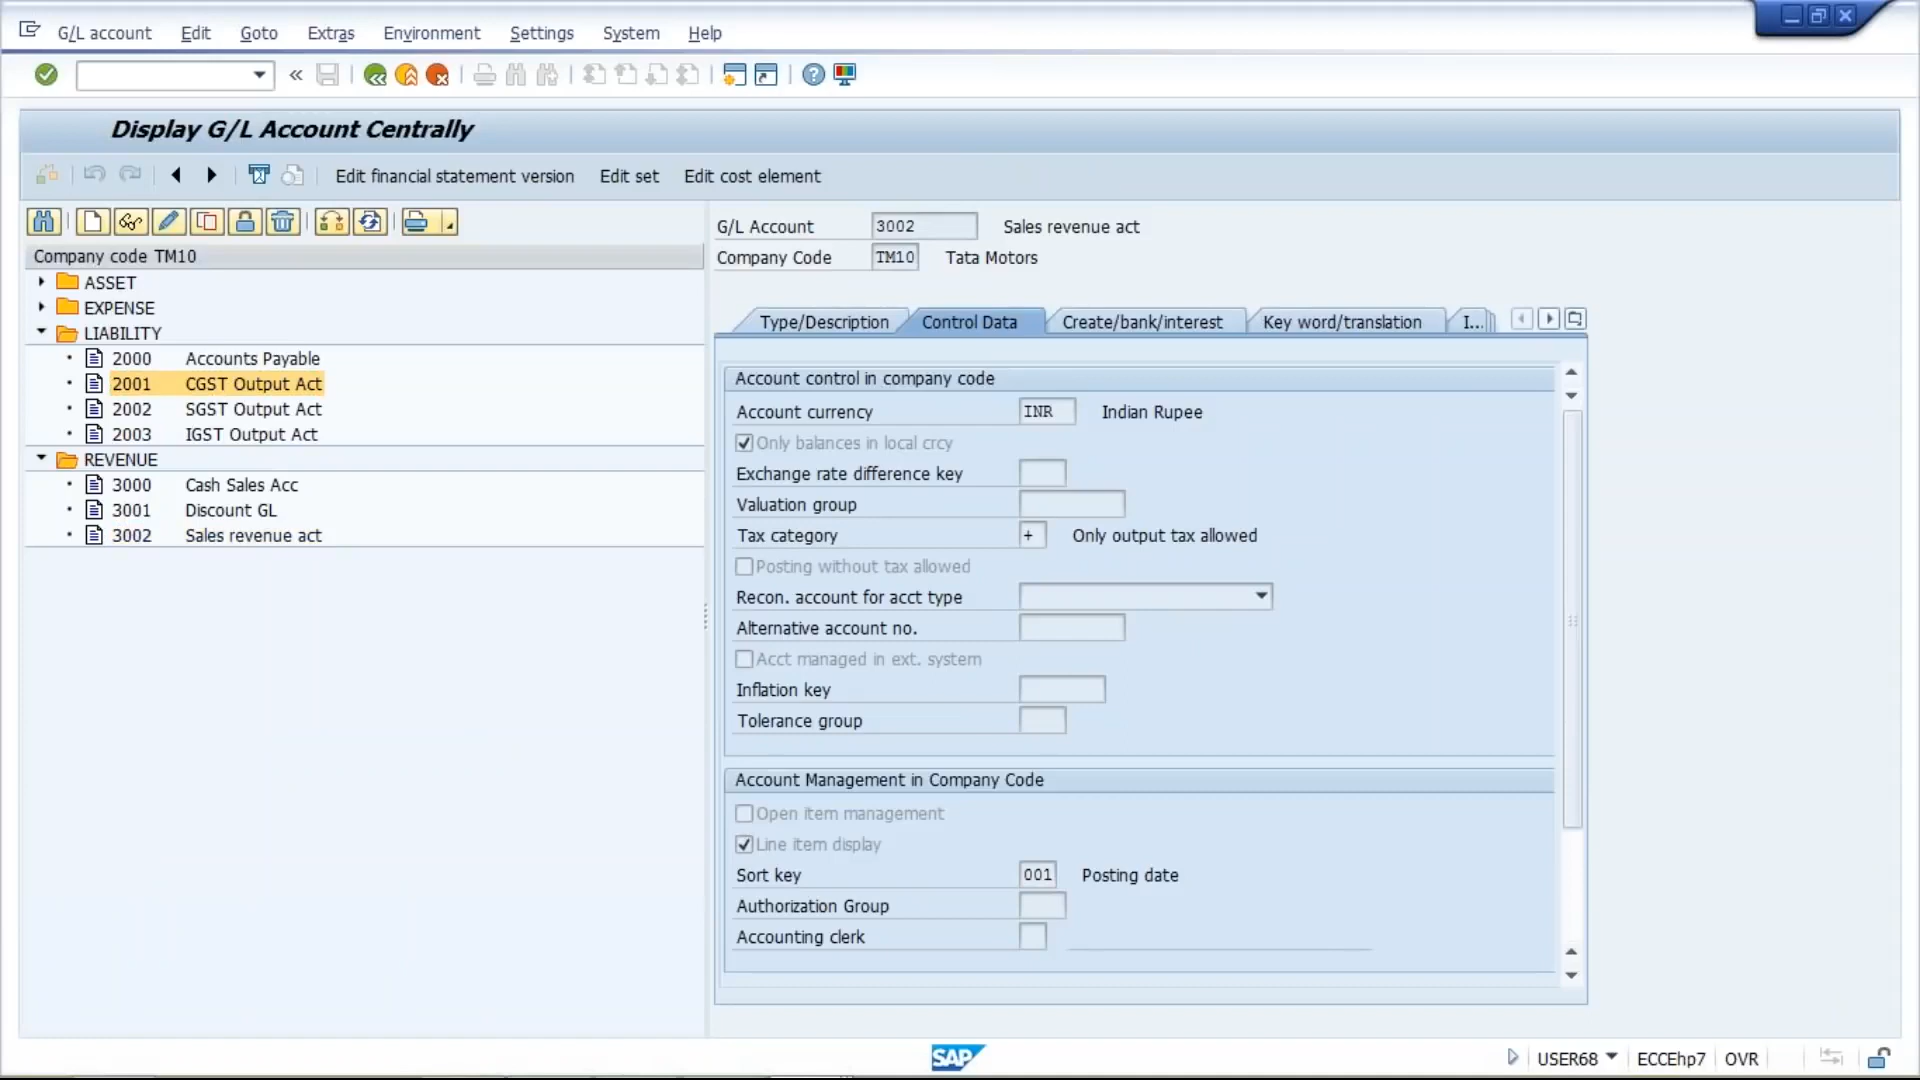 G/L account Edit Goto Extras Environment Settings System Help
Display G/L Account Centrally
Edit financial statement version Edit set Edit cost element
Company code TM10
ASSET
EXPENSE
LIABILITY
2000 Accounts Payable
2001 CGST Output Act
2002 SGST Output Act
2003 IGST Output Act
REVENUE
3000 Cash Sales Acc
3001 Discount GL
3002 Sales revenue act
G/L Account 3002 Sales revenue act
Company Code TM10 Tata Motors
Type/Description Control Data Create/bank/interest Key word/translation I...
Account control in company code
Account currency INR Indian Rupee
Only balances in local crcy
Exchange rate difference key
Valuation group
Tax category + Only output tax allowed
Posting without tax allowed
Recon. account for acct type
Alternative account no.
Acct managed in ext. system
Inflation key
Tolerance group
Account Management in Company Code
Open item management
Line item display
Sort key 001 Posting date
Authorization Group
Accounting clerk
SAP USER68 ECCEhp7 OVR